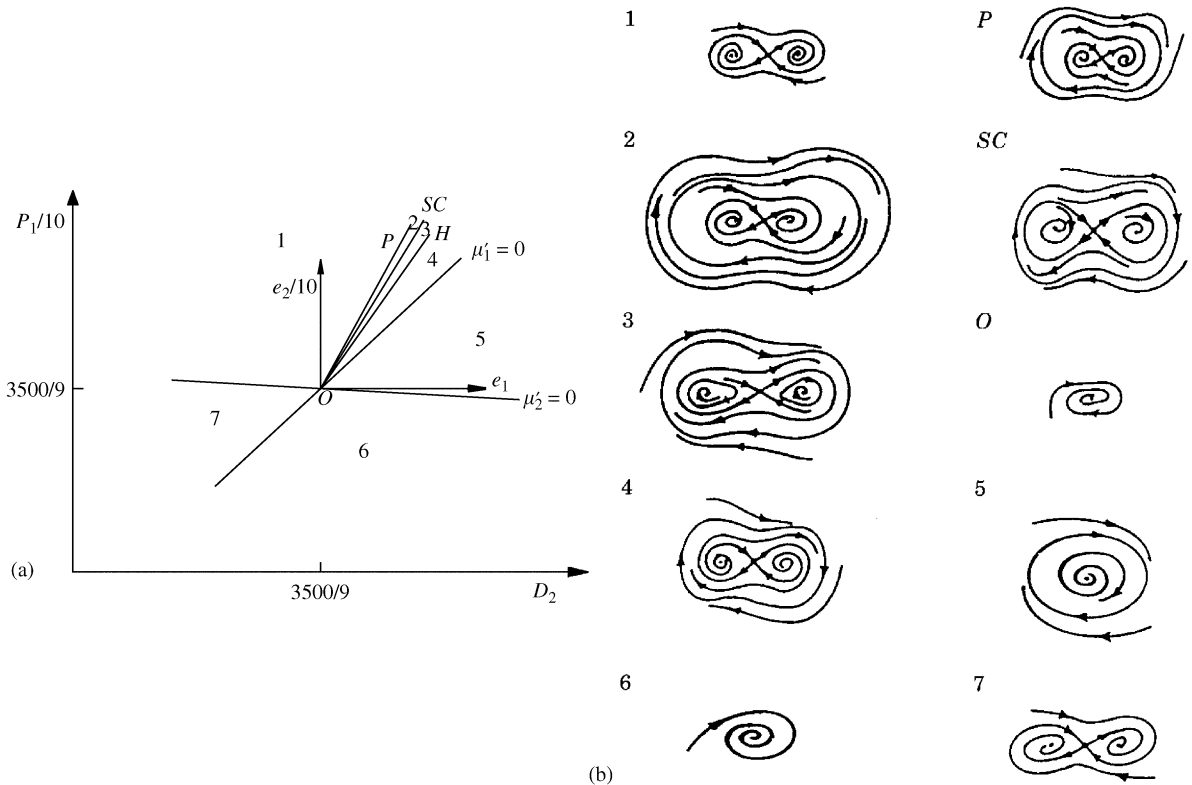 P₁/10
1
P
2
SC
3
H
4
μ′₁ = 0
e₂/10
5
3500/9
O
e₁
μ′₂ = 0
7
6
(a)
3500/9
D₂
1
P
2
SC
3
O
4
5
6
7
(b)